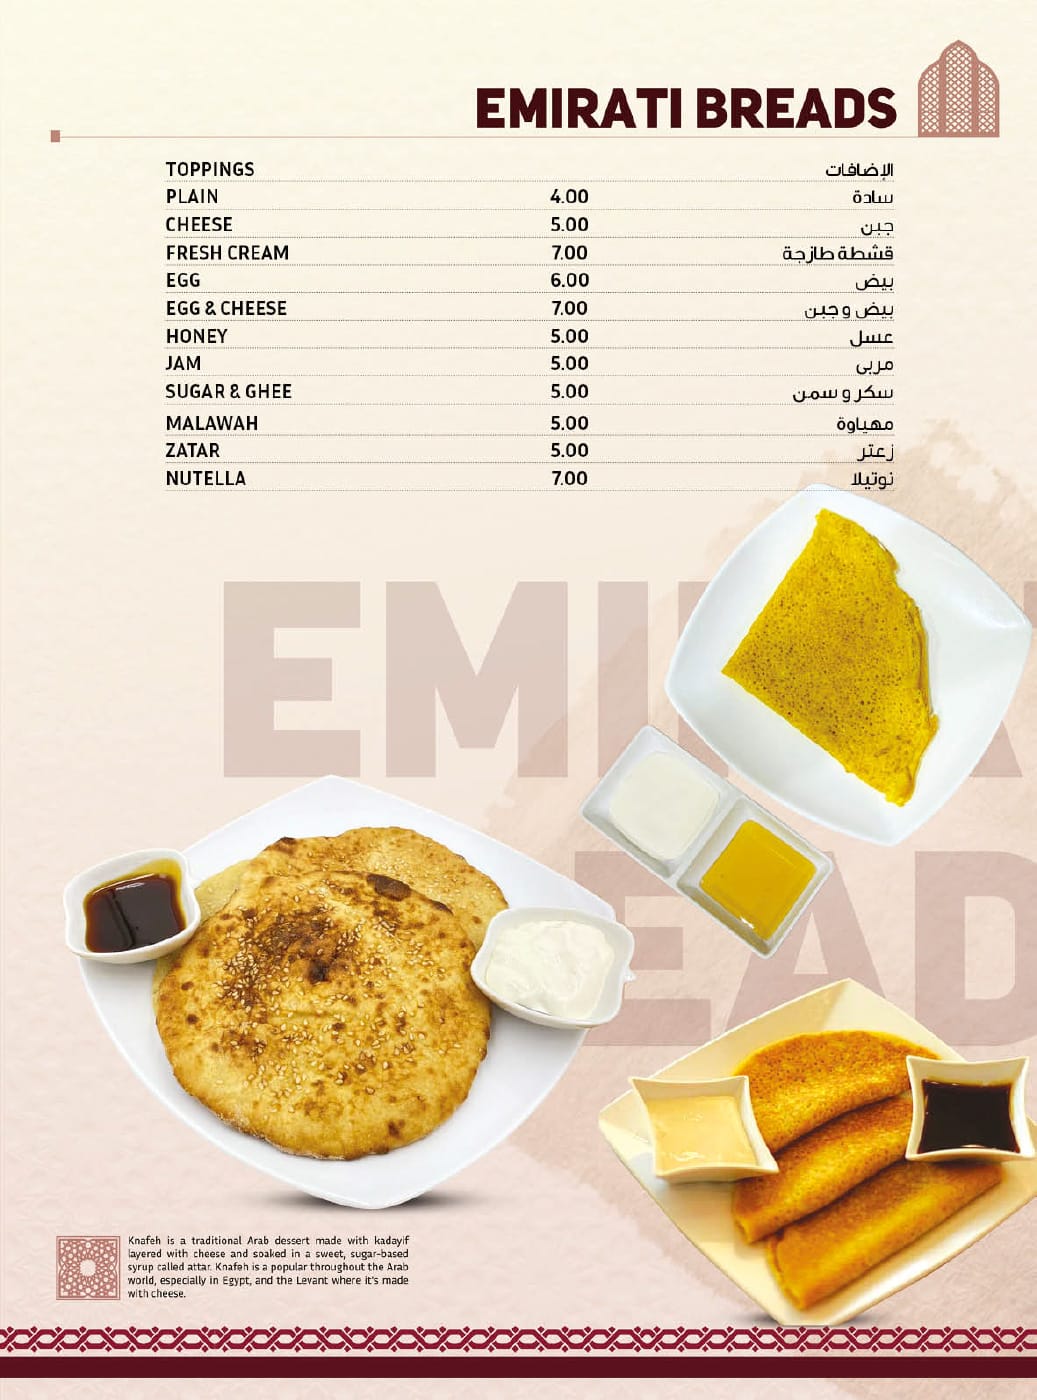 EMIRATI BREADS
TOPPINGS الإضافات
PLAIN 4.00 سادة
CHEESE 5.00 جبن
FRESH CREAM 7.00 قشطة طازجة
EGG 6.00 بيض
EGG & CHEESE 7.00 بيض و جبن
HONEY 5.00 عسل
JAM 5.00 مربى
SUGAR & GHEE 5.00 سكر و سمن
MALAWAH 5.00 مهياوة
ZATAR 5.00 زعتر
NUTELLA 7.00 نوتيلا
EMIRA
EAD
Knafeh is a traditional Arab dessert made with kadayif
layered with cheese and soaked in a sweet, sugar-based
syrup called attar. Knafeh is a popular throughout the Arab
world, especially in Egypt, and the Levant where it's made
with cheese.